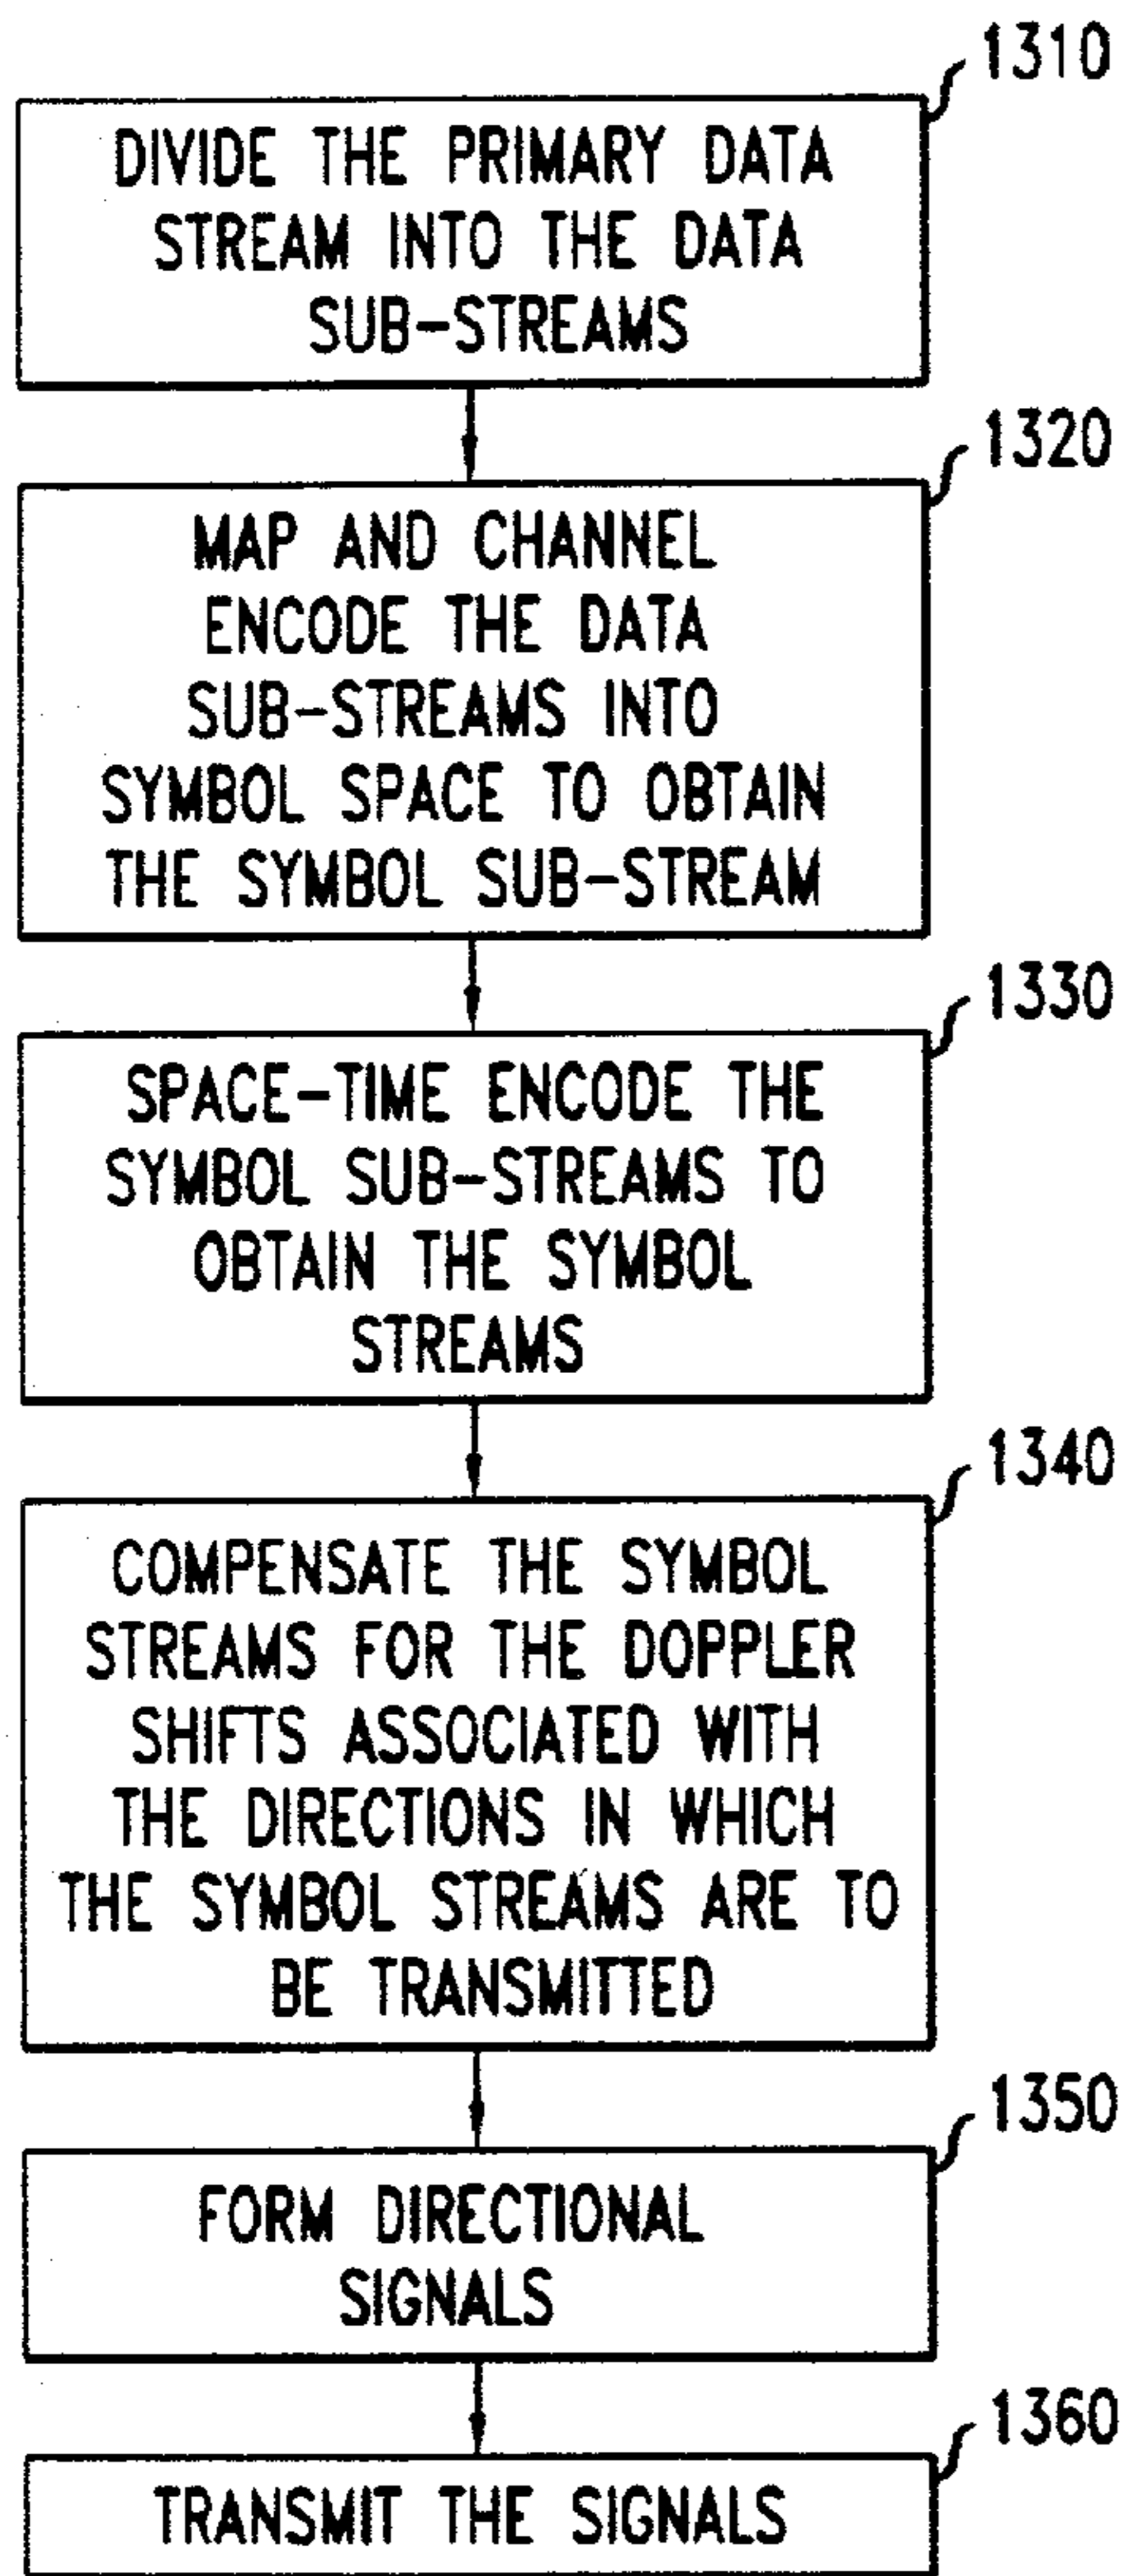 1310
DIVIDE THE PRIMARY DATA
STREAM INTO THE DATA
SUB-STREAMS
1320
MAP AND CHANNEL
ENCODE THE DATA
SUB-STREAMS INTO
SYMBOL SPACE TO OBTAIN
THE SYMBOL SUB-STREAM
1330
SPACE-TIME ENCODE THE
SYMBOL SUB-STREAMS TO
OBTAIN THE SYMBOL
STREAMS
1340
COMPENSATE THE SYMBOL
STREAMS FOR THE DOPPLER
SHIFTS ASSOCIATED WITH
THE DIRECTIONS IN WHICH
THE SYMBOL STREAMS ARE TO
BE TRANSMITTED
1350
FORM DIRECTIONAL
SIGNALS
1360
TRANSMIT THE SIGNALS